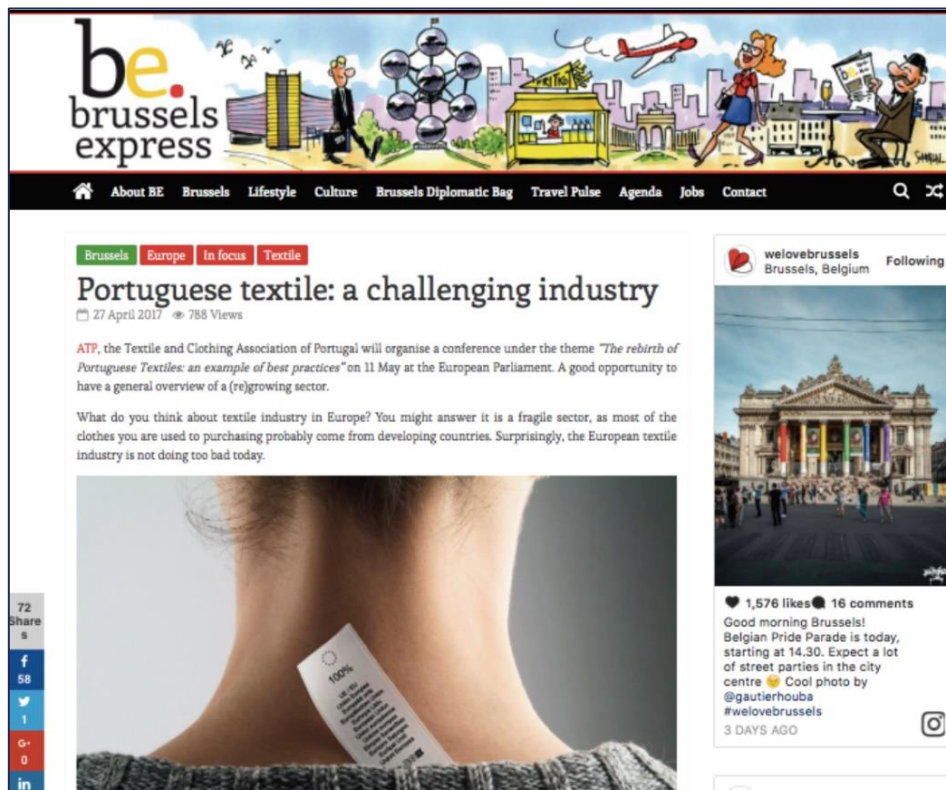 be.
brussels
express
FRITKOT
About BE Brussels Lifestyle Culture Brussels Diplomatic Bag Travel Pulse Agenda Jobs Contact
Brussels Europe In focus Textile
Portuguese textile: a challenging industry
27 April 2017 788 Views
ATP, the Textile and Clothing Association of Portugal will organise a conference under the theme "The rebirth of
Portuguese Textiles: an example of best practices" on 11 May at the European Parliament. A good opportunity to
have a general overview of a (re)growing sector.
What do you think about textile industry in Europe? You might answer it is a fragile sector, as most of the
clothes you are used to purchasing probably come from developing countries. Surprisingly, the European textile
industry is not doing too bad today.
100%
72
Share
s
f
58
1
G+
0
in
welovebrussels
Brussels, Belgium
Following
1,576 likes 16 comments
Good morning Brussels!
Belgian Pride Parade is today,
starting at 14.30. Expect a lot
of street parties in the city
centre 😊 Cool photo by
@gautierhouba
#welovebrussels
3 DAYS AGO